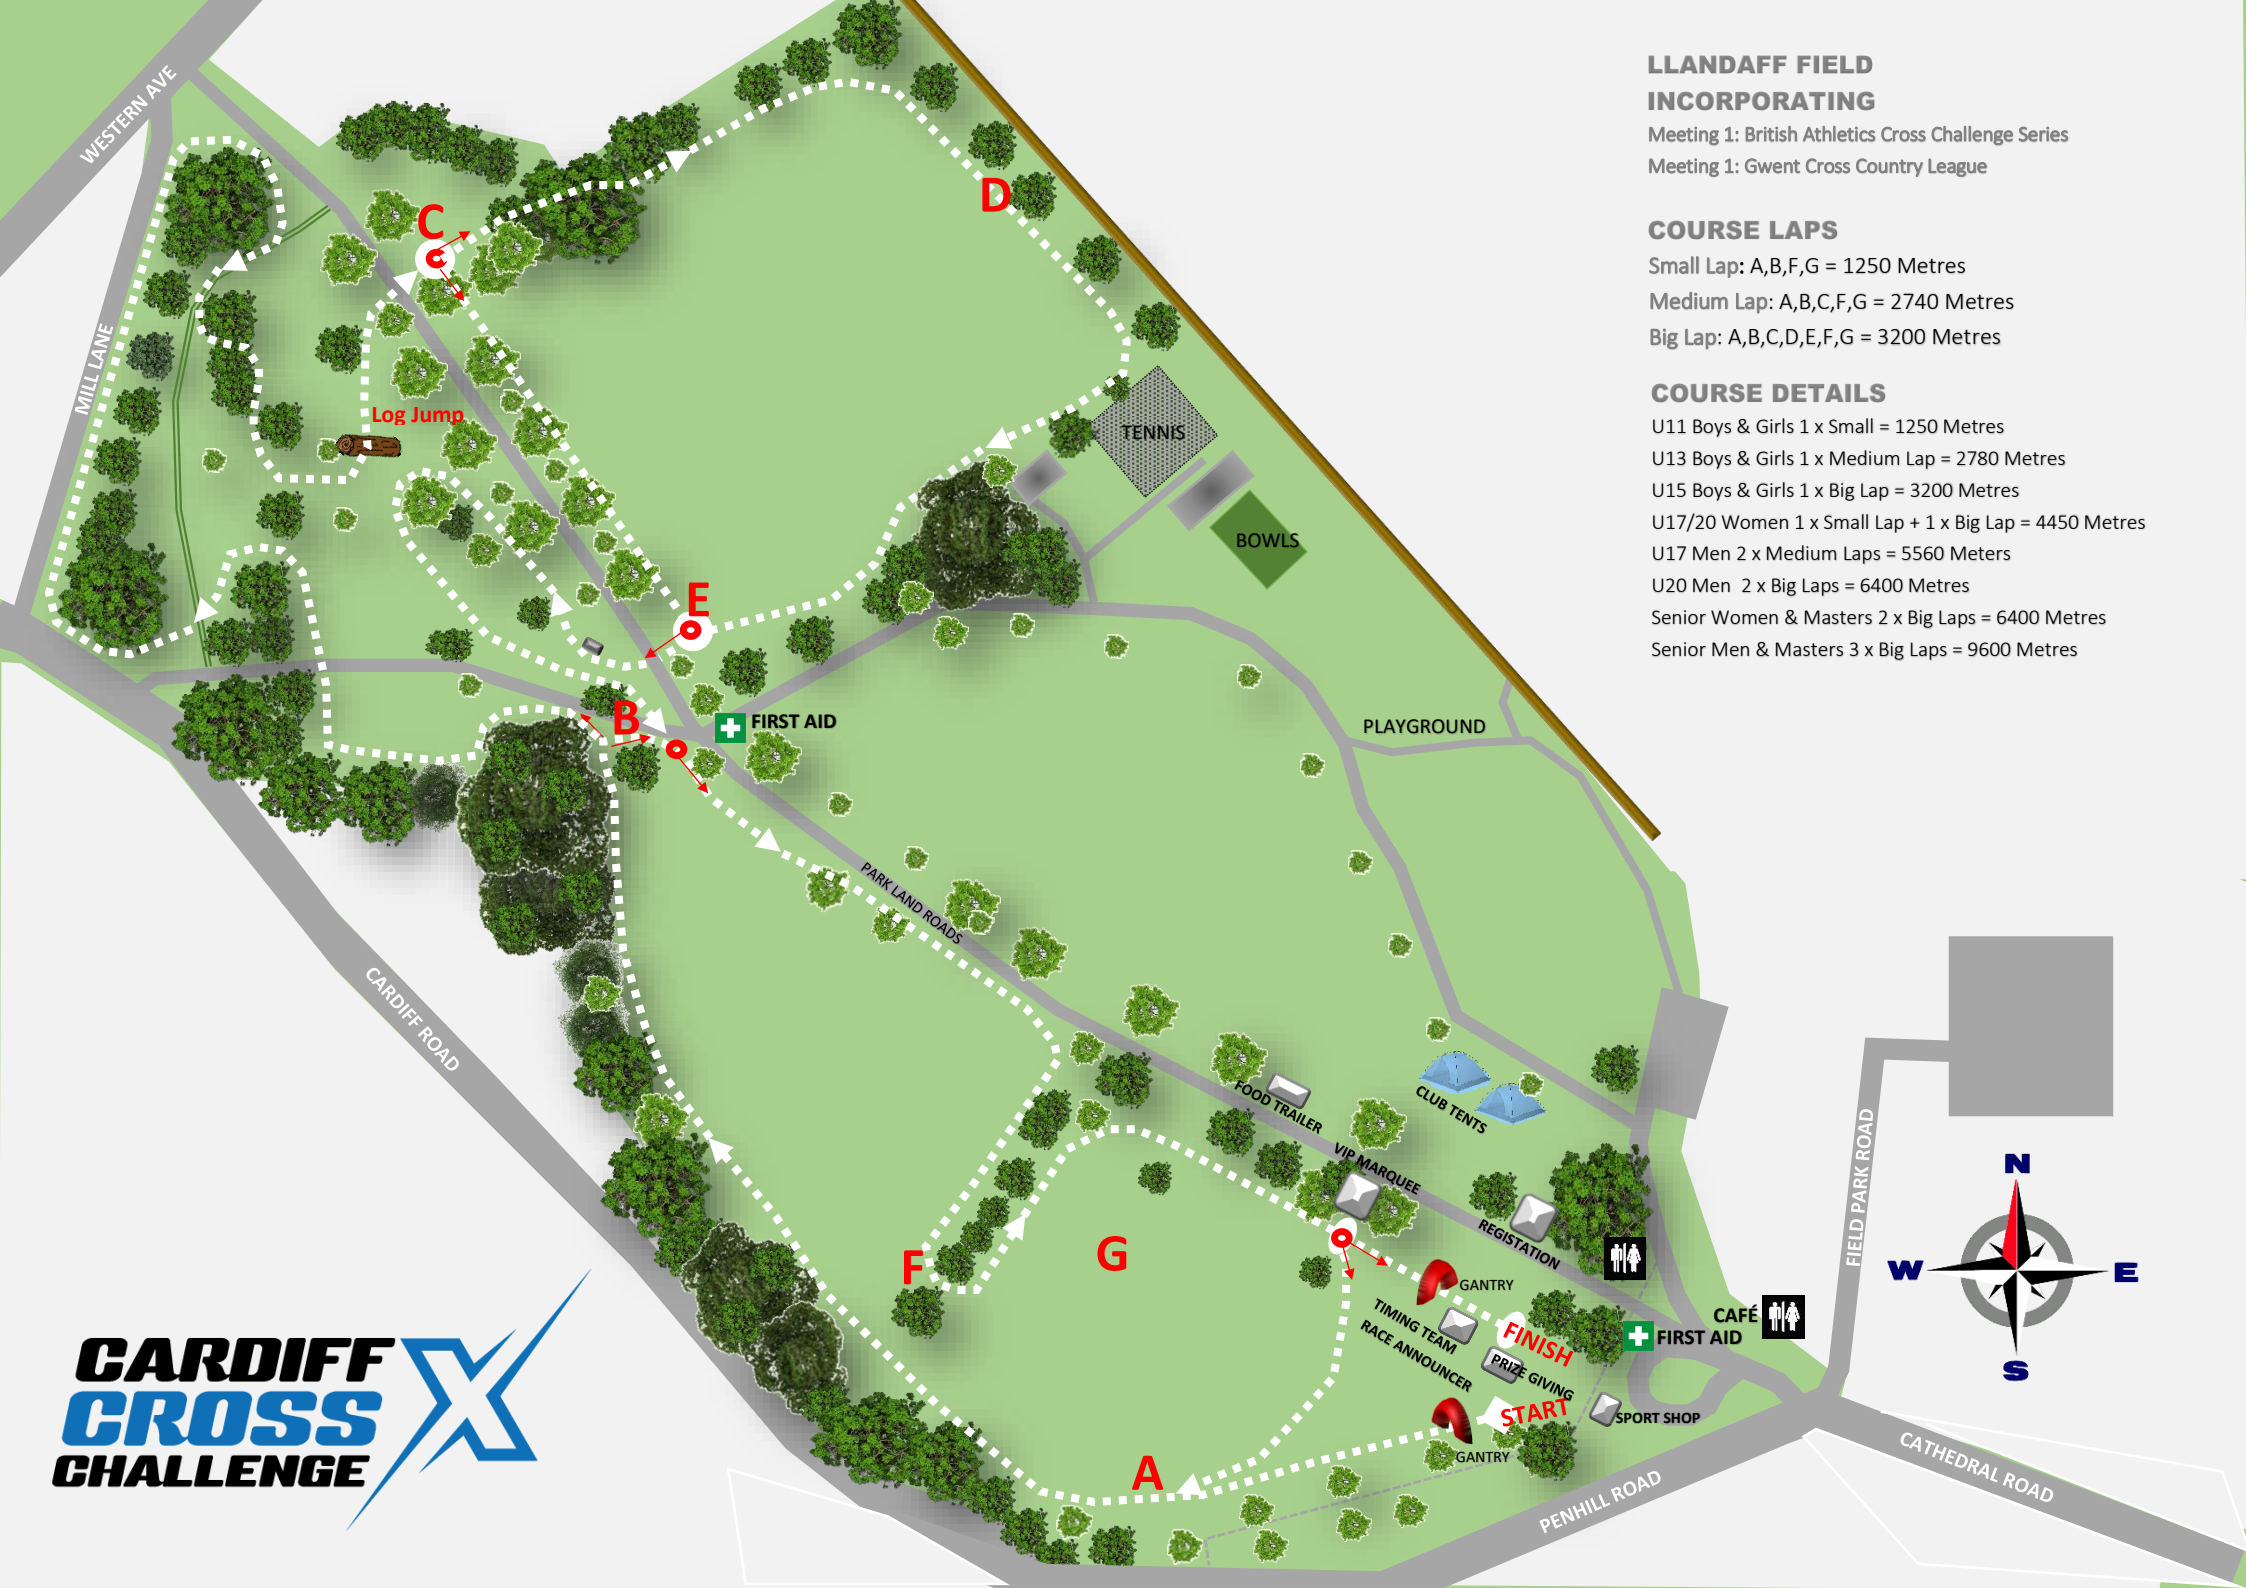 LLANDAFF FIELD
INCORPORATING
Meeting 1: British Athletics Cross Challenge Series
Meeting 1: Gwent Cross Country League
COURSE LAPS
Small Lap: A,B,F,G = 1250 Metres
Medium Lap: A,B,C,F,G = 2740 Metres
Big Lap: A,B,C,D,E,F,G = 3200 Metres
COURSE DETAILS
U11 Boys & Girls 1 x Small = 1250 Metres
U13 Boys & Girls 1 x Medium Lap = 2780 Metres
U15 Boys & Girls 1 x Big Lap = 3200 Metres
U17/20 Women 1 x Small Lap + 1 x Big Lap = 4450 Metres
U17 Men 2 x Medium Laps = 5560 Meters
U20 Men 2 x Big Laps = 6400 Metres
Senior Women & Masters 2 x Big Laps = 6400 Metres
Senior Men & Masters 3 x Big Laps = 9600 Metres
WESTERN AVE
MILL LANE
C
D
Log Jump
TENNIS
BOWLS
E
B
FIRST AID
PLAYGROUND
PARK LAND ROADS
CARDIFF ROAD
FOOD TRAILER
CLUB TENTS
VIP MARQUEE
REGISTATION
F
G
GANTRY
TIMING TEAM
RACE ANNOUNCER
FINISH
PRIZE GIVING
CAFÉ
FIRST AID
START
SPORT SHOP
GANTRY
A
PENHILL ROAD
CATHEDRAL ROAD
FIELD PARK ROAD
N
W
E
S
CARDIFF
CROSS
CHALLENGE
X